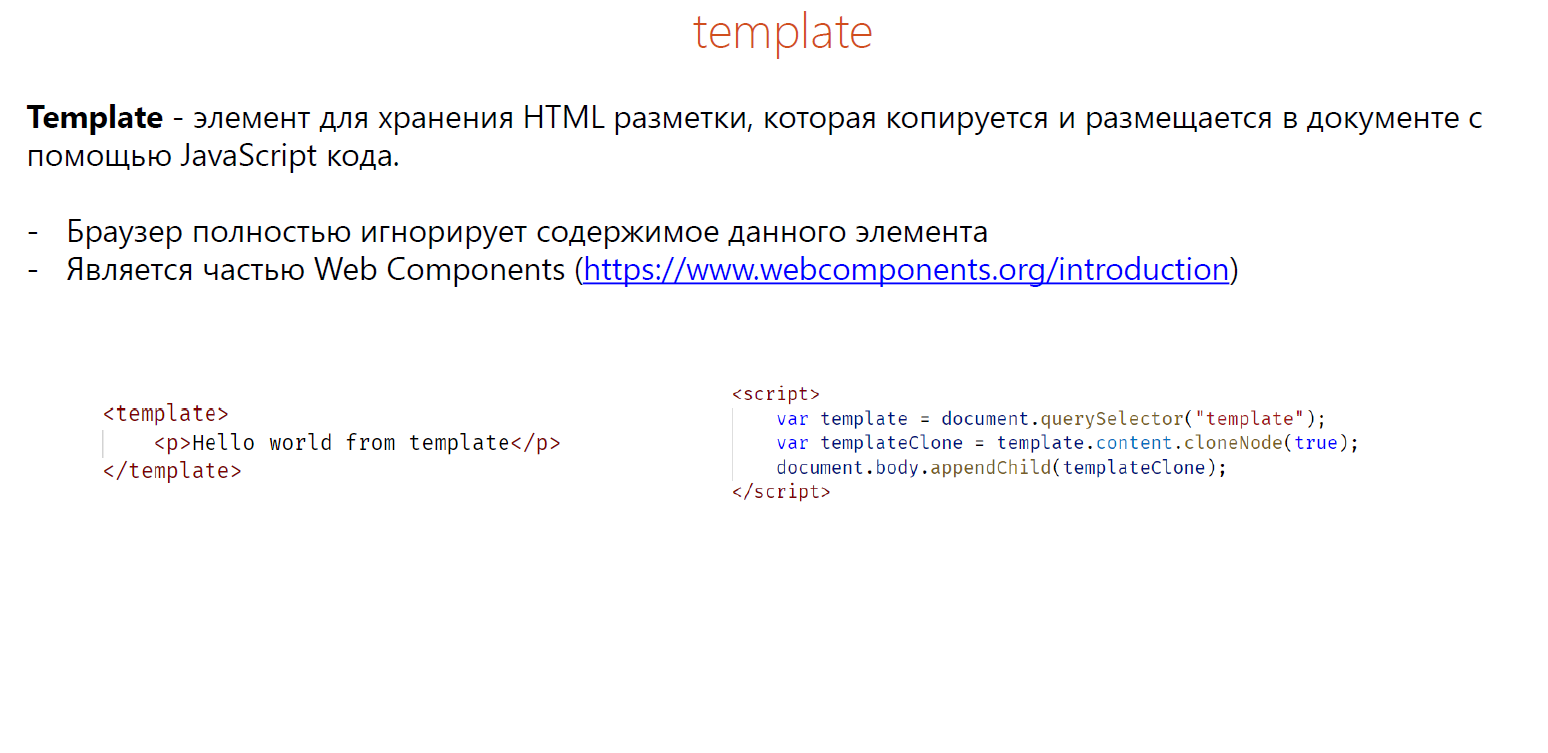 template
Template - элемент для хранения HTML разметки, которая копируется и размещается в документе с
помощью JavaScript кода.
- Браузер полностью игнорирует содержимое данного элемента
- Является частью Web Components (https://www.webcomponents.org/introduction)
<template>
<p>Hello world from template</p>
</template>
<script>
var template = document.querySelector("template");
var templateClone = template.content.cloneNode(true);
document.body.appendChild(templateClone);
</script>